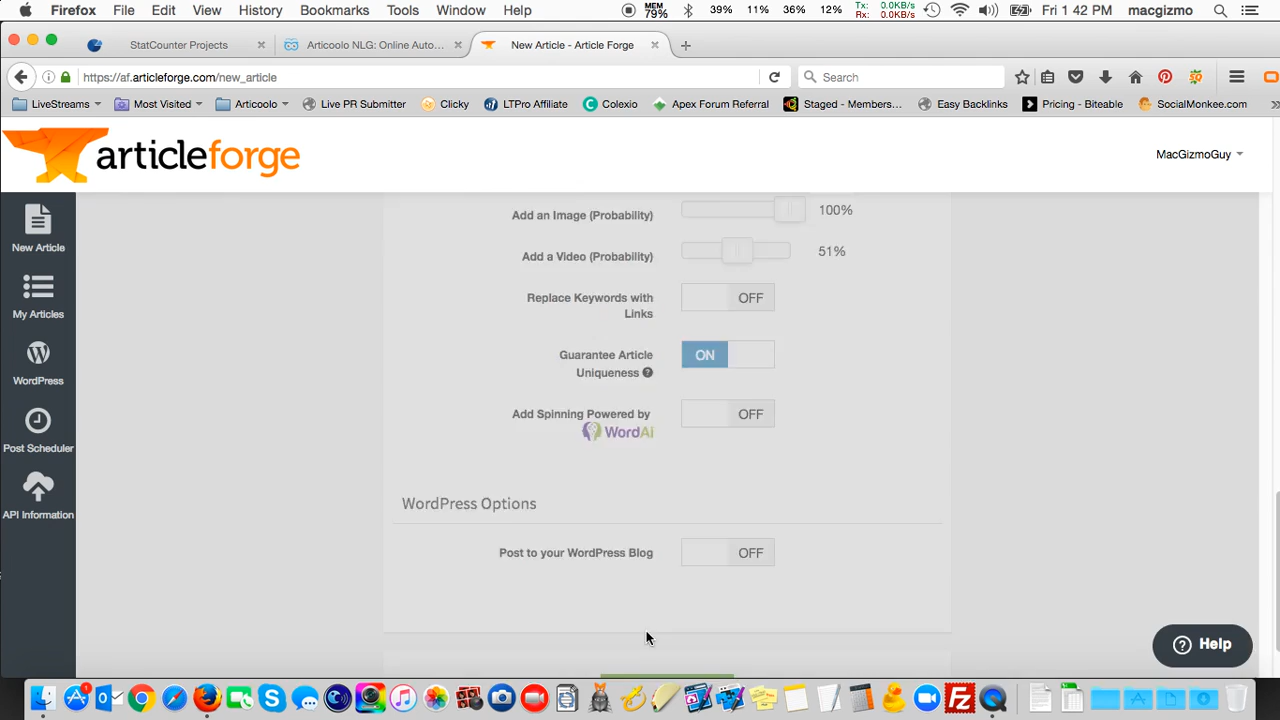 Firefox File Edit View History Bookmarks Tools Window Help MEM 79% 39% 11% 36% 12% Tx: 0.0KB/s Rx: 0.0KB/s Fri 1:42 PM macgizmo
StatCounter Projects × Articoolo NLG: Online Auto... × New Article - Article Forge × +
https://af.articleforge.com/new_article Search
LiveStreams Most Visited Articoolo Live PR Submitter Clicky LTPro Affiliate Colexio Apex Forum Referral Staged - Members... Easy Backlinks Pricing - Biteable SocialMonkee.com
articleforge
MacGizmoGuy
New Article
My Articles
WordPress
Post Scheduler
API Information
Add an Image (Probability) 100%
Add a Video (Probability) 51%
Replace Keywords with
Links
OFF
Guarantee Article
Uniqueness ?
ON
Add Spinning Powered by
WordAi
OFF
WordPress Options
Post to your WordPress Blog OFF
Help